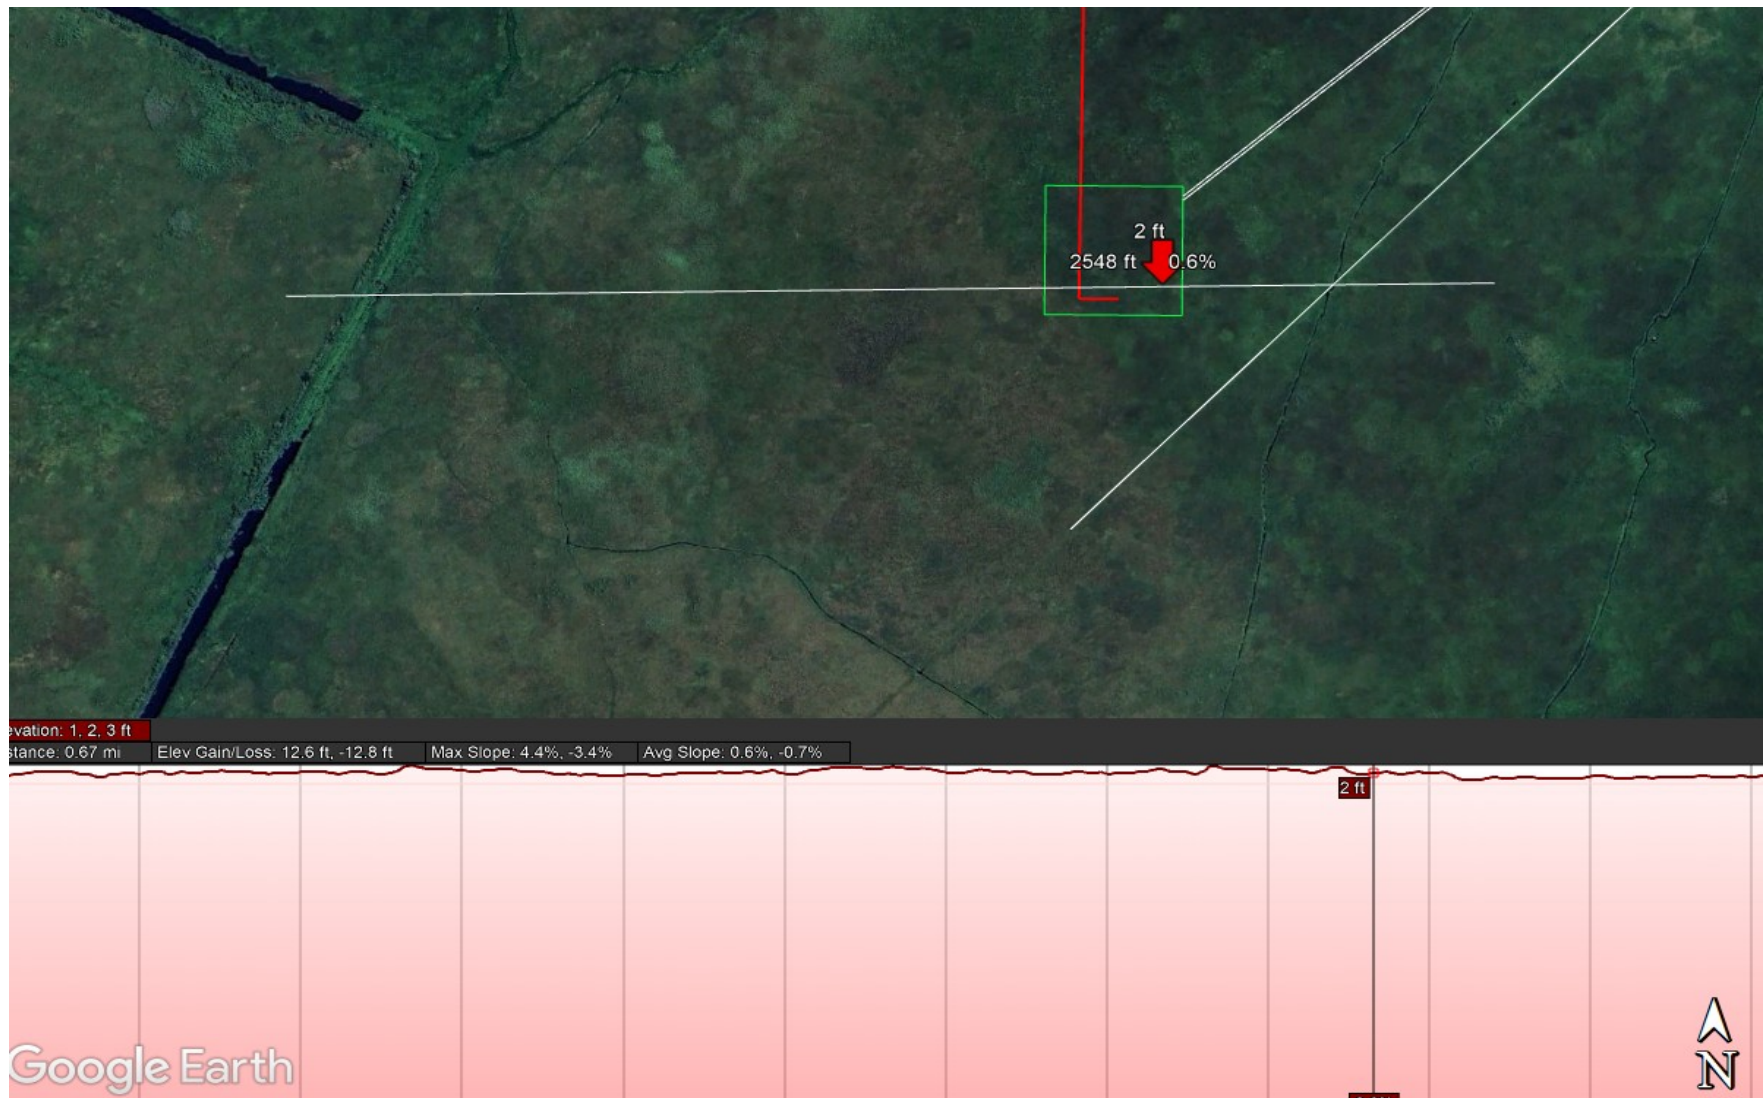 2 ft
2548 ft 0.6%
evation: 1, 2, 3 ft
stance: 0.67 mi Elev Gain/Loss: 12.6 ft, -12.8 ft Max Slope: 4.4%, -3.4% Avg Slope: 0.6%, -0.7%
2 ft
Google Earth
N